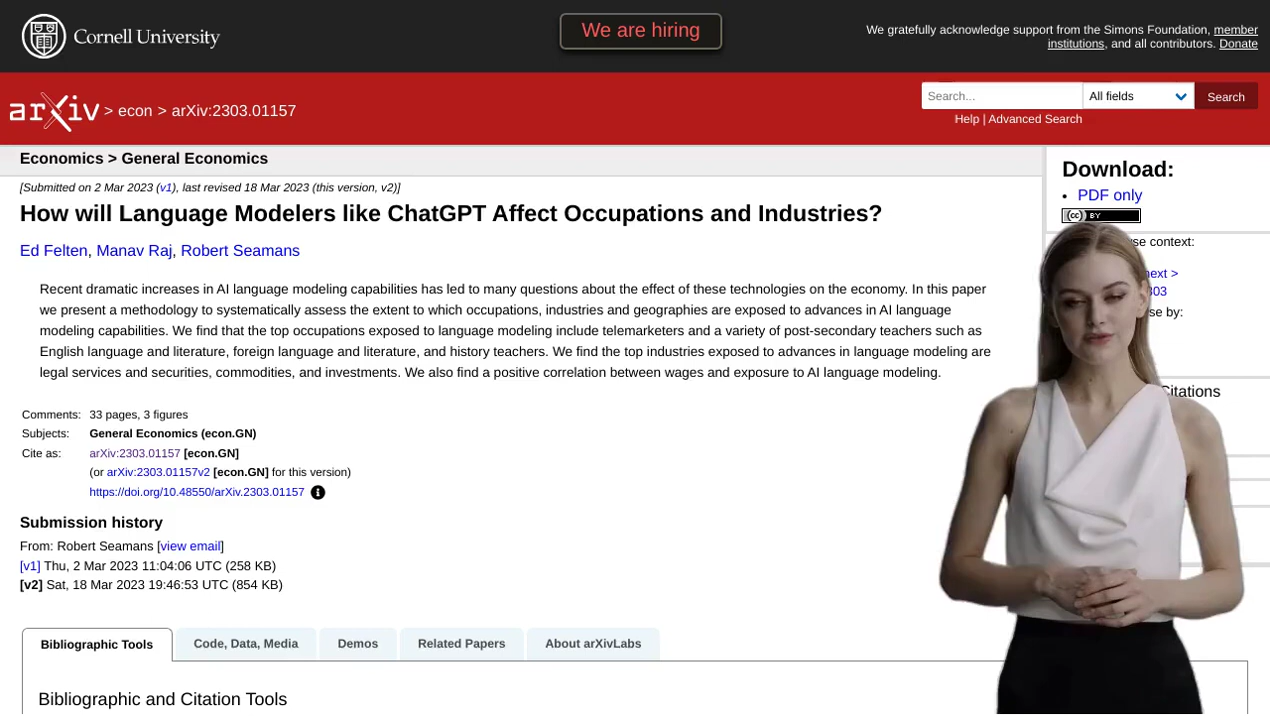 Cornell University
We are hiring
We gratefully acknowledge support from the Simons Foundation, member
institutions, and all contributors. Donate
arXiv > econ > arXiv:2303.01157
Search...
All fields
Search
Help | Advanced Search
Economics > General Economics
[Submitted on 2 Mar 2023 (v1), last revised 18 Mar 2023 (this version, v2)]
How will Language Modelers like ChatGPT Affect Occupations and Industries?
Ed Felten, Manav Raj, Robert Seamans
Recent dramatic increases in AI language modeling capabilities has led to many questions about the effect of these technologies on the economy. In this paper
we present a methodology to systematically assess the extent to which occupations, industries and geographies are exposed to advances in AI language
modeling capabilities. We find that the top occupations exposed to language modeling include telemarketers and a variety of post-secondary teachers such as
English language and literature, foreign language and literature, and history teachers. We find the top industries exposed to advances in language modeling are
legal services and securities, commodities, and investments. We also find a positive correlation between wages and exposure to AI language modeling.
Comments: 33 pages, 3 figures
Subjects: General Economics (econ.GN)
Cite as: arXiv:2303.01157 [econ.GN]
(or arXiv:2303.01157v2 [econ.GN] for this version)
https://doi.org/10.48550/arXiv.2303.01157
Submission history
From: Robert Seamans [view email]
[v1] Thu, 2 Mar 2023 11:04:06 UTC (258 KB)
[v2] Sat, 18 Mar 2023 19:46:53 UTC (854 KB)
Bibliographic Tools
Code, Data, Media
Demos
Related Papers
About arXivLabs
Bibliographic and Citation Tools
Download:
• PDF only
(cc) BY
context:
next >
by:
Citations